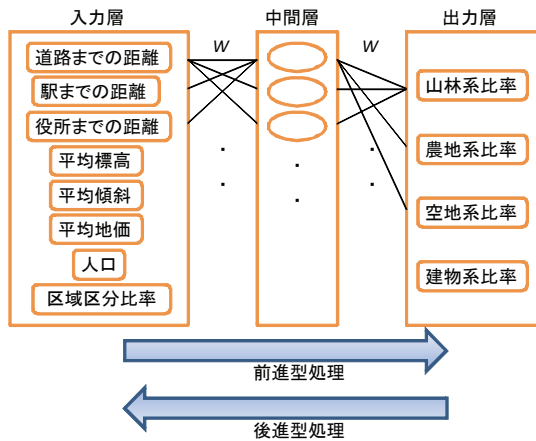 入力層
W
中間層
W
出力層
道路までの距離
駅までの距離
役所までの距離
平均標高
平均傾斜
平均地価
人口
区域区分比率
山林系比率
農地系比率
空地系比率
建物系比率
前進型処理
後進型処理